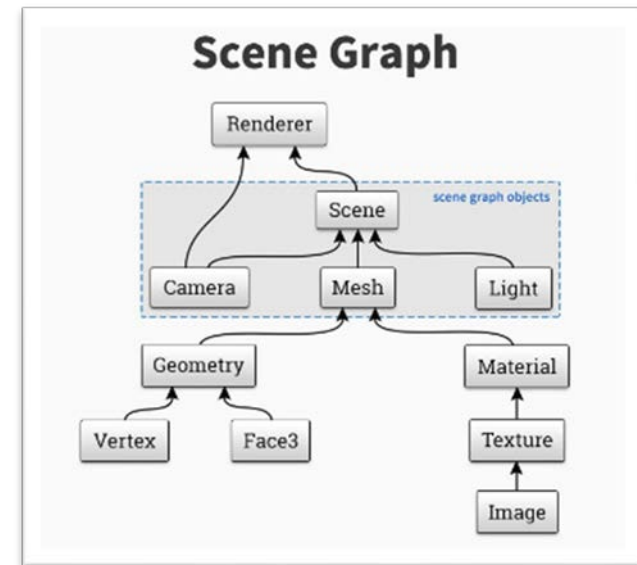 Scene Graph
Renderer
scene graph objects
Scene
Camera
Mesh
Light
Geometry
Material
Vertex
Face3
Texture
Image